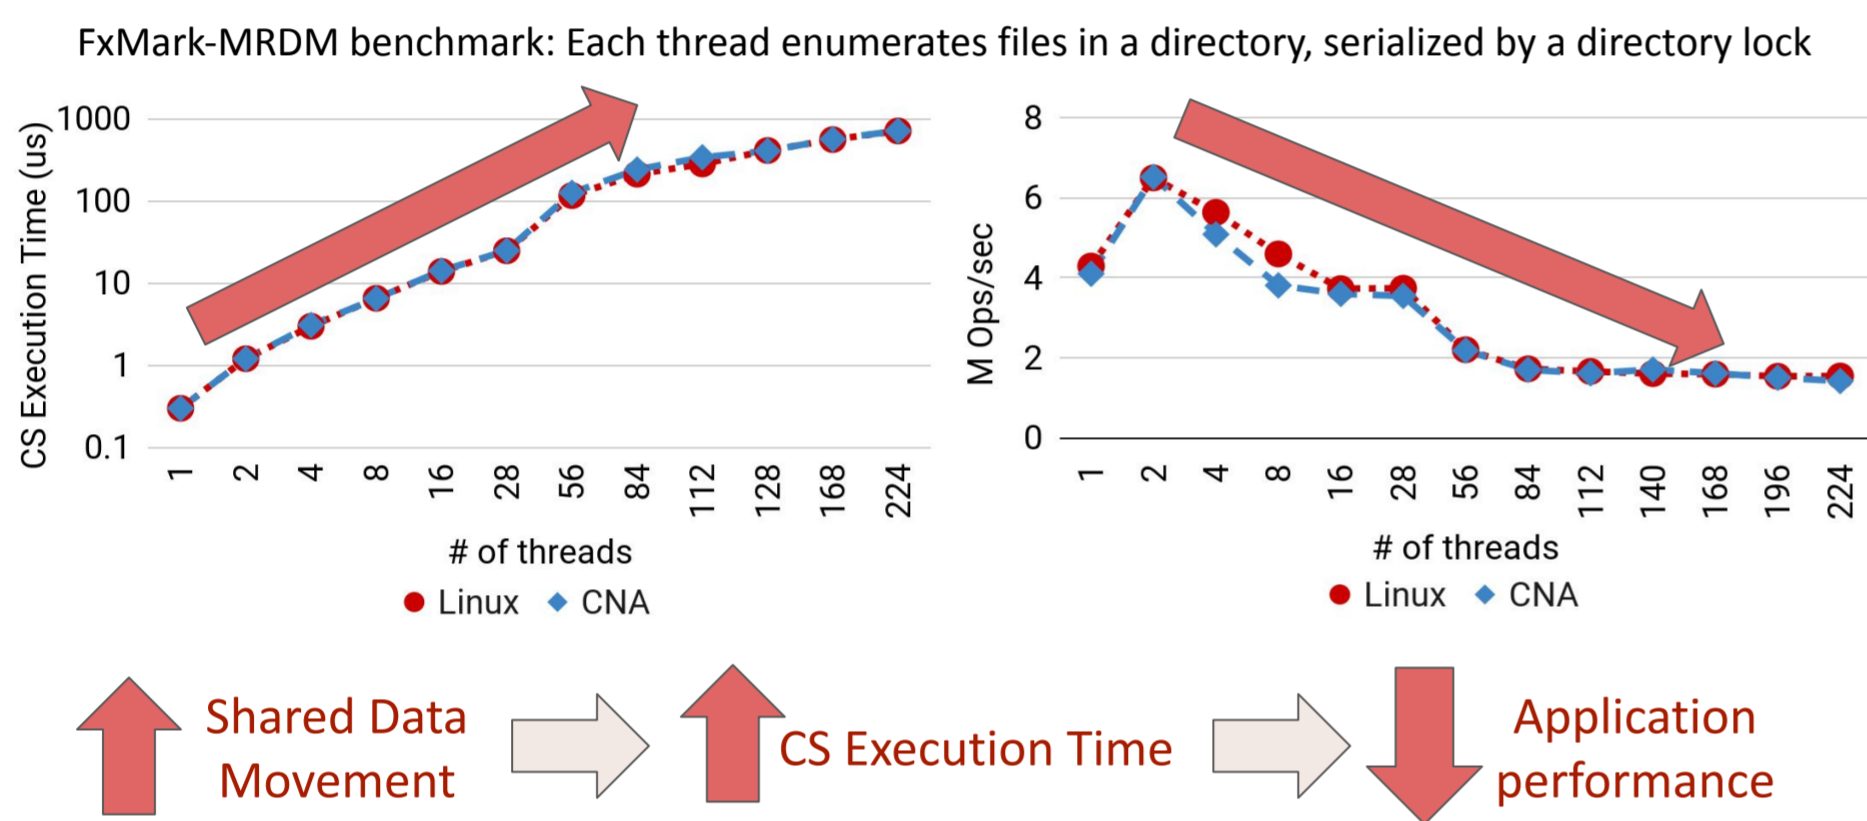 FxMark-MRDM benchmark: Each thread enumerates files in a directory, serialized by a directory lock
CS Execution Time (us)
1000
100
10
1
0.1
1 2 4 8 16 28 56 84 112 128 168 224
# of threads
Linux CNA
M Ops/sec
8
6
4
2
0
1 2 4 8 16 28 56 84 112 140 168 196 224
# of threads
Linux CNA
Shared Data
Movement
CS Execution Time
Application
performance